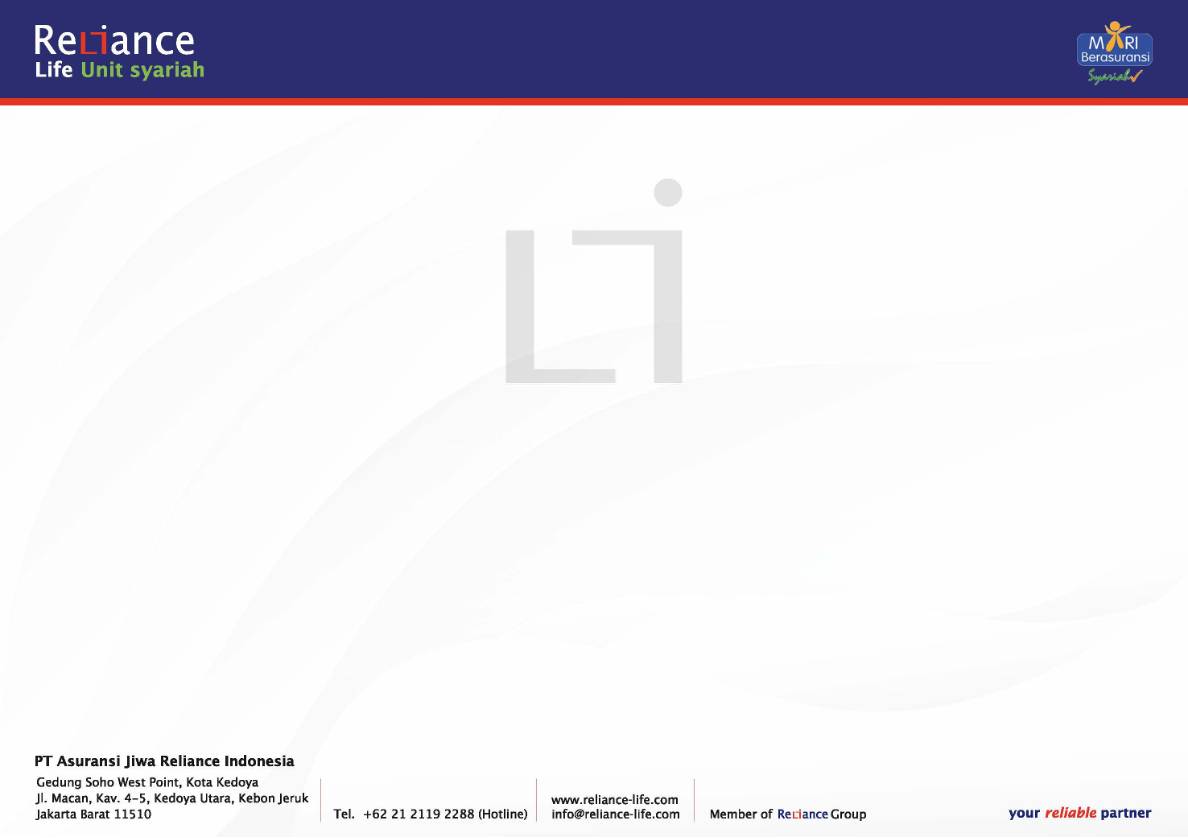 Reliance
Life Unit syariah
MARI
Berasuransi
Syariah
Li
PT Asuransi Jiwa Reliance Indonesia
Gedung Soho West Point, Kota Kedoya
Jl. Macan, Kav. 4-5, Kedoya Utara, Kebon Jeruk
Jakarta Barat 11510
Tel. +62 21 2119 2288 (Hotline)
www.reliance-life.com
info@reliance-life.com
Member of Reliance Group
your reliable partner